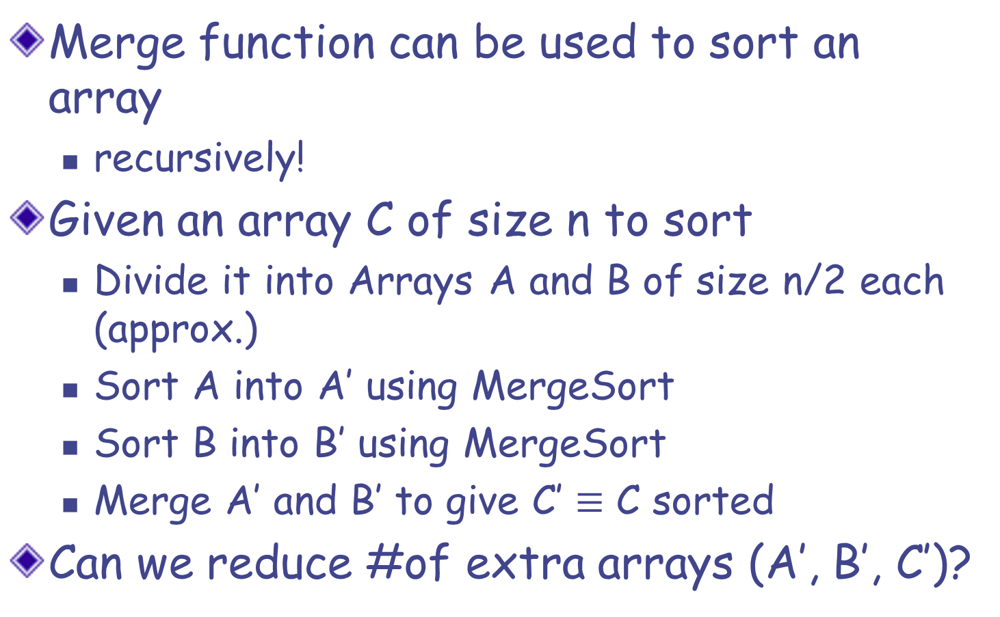 Merge function can be used to sort an
array
recursively!
Given an array C of size n to sort
Divide it into Arrays A and B of size n/2 each
(approx.)
Sort A into A’ using MergeSort
Sort B into B’ using MergeSort
Merge A’ and B’ to give C’ ≡ C sorted
Can we reduce #of extra arrays (A’, B’, C’)?